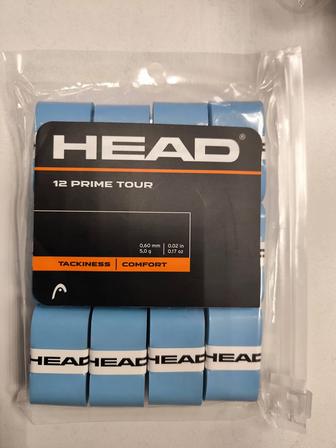 HEAD®
12 PRIME TOUR
0,60 mm | 0.02 in
5,0 g | 0.17 oz
TACKINESS | COMFORT
HEAD HEAD HEAD HEAD